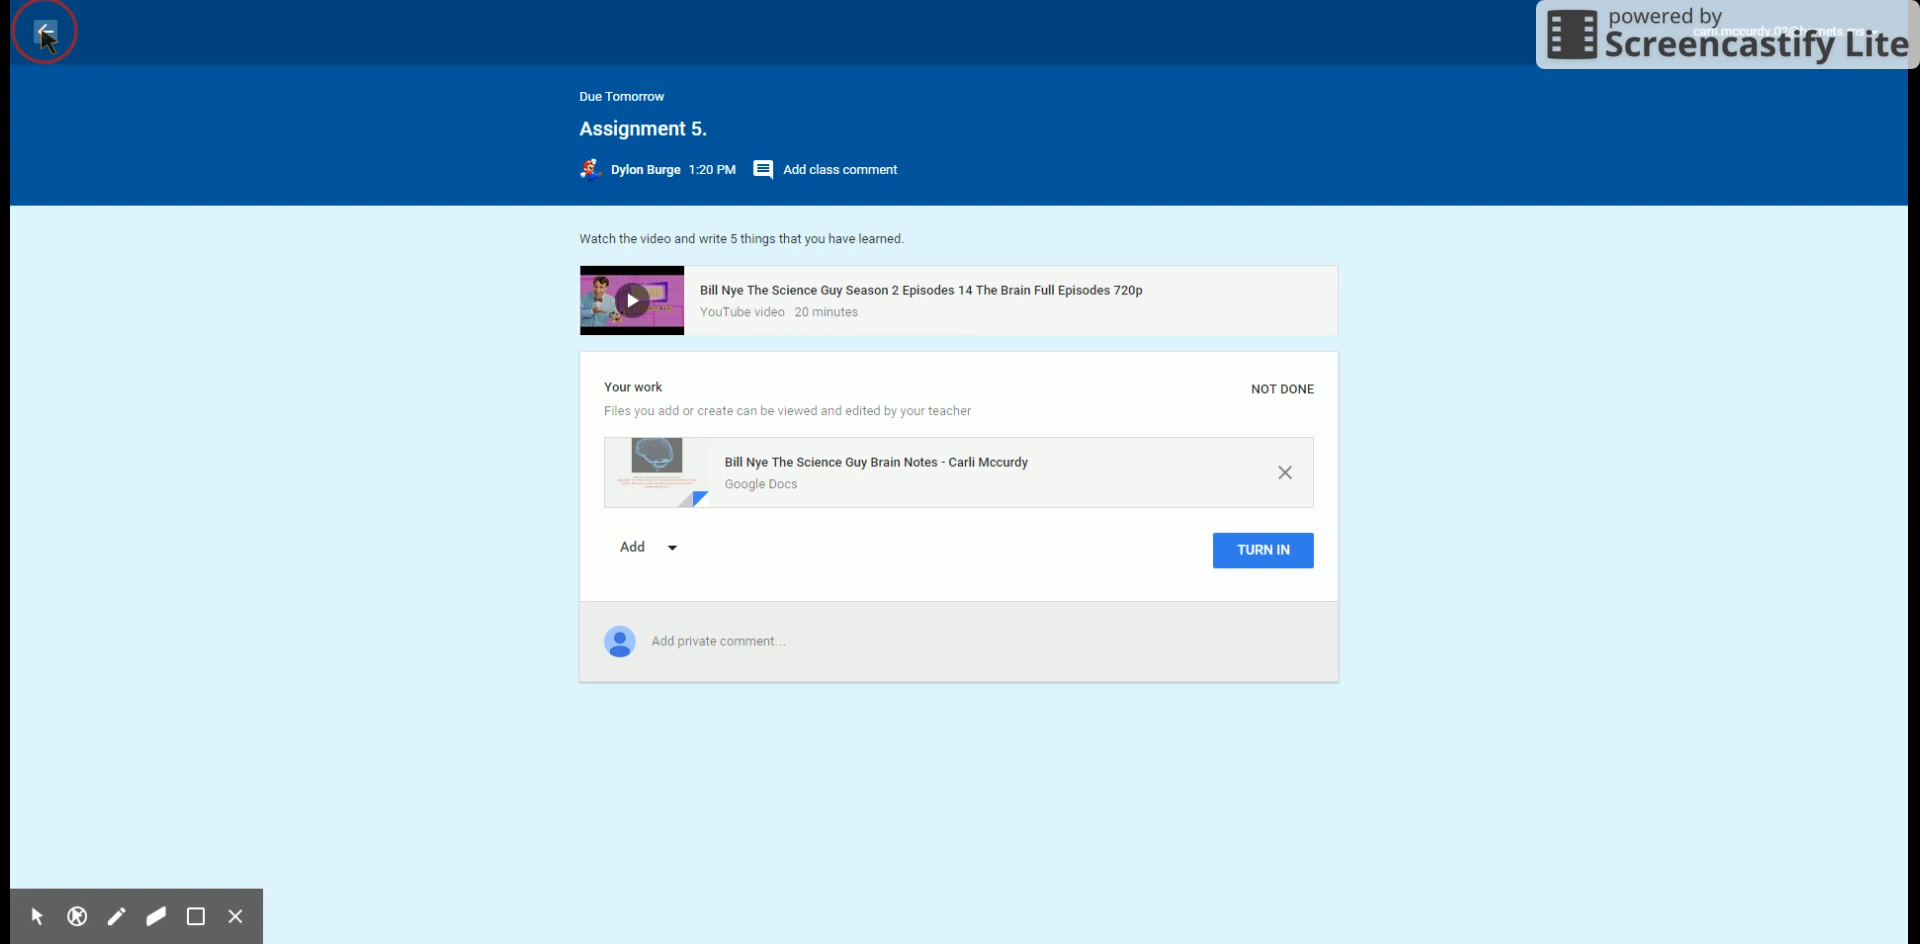 powered by
Screencastify Lite
Due Tomorrow
Assignment 5.
Dylon Burge 1:20 PM Add class comment
Watch the video and write 5 things that you have learned.
Bill Nye The Science Guy Season 2 Episodes 14 The Brain Full Episodes 720p
YouTube video 20 minutes
Your work NOT DONE
Files you add or create can be viewed and edited by your teacher
Bill Nye The Science Guy Brain Notes - Carli Mccurdy
Google Docs
Add TURN IN
Add private comment...